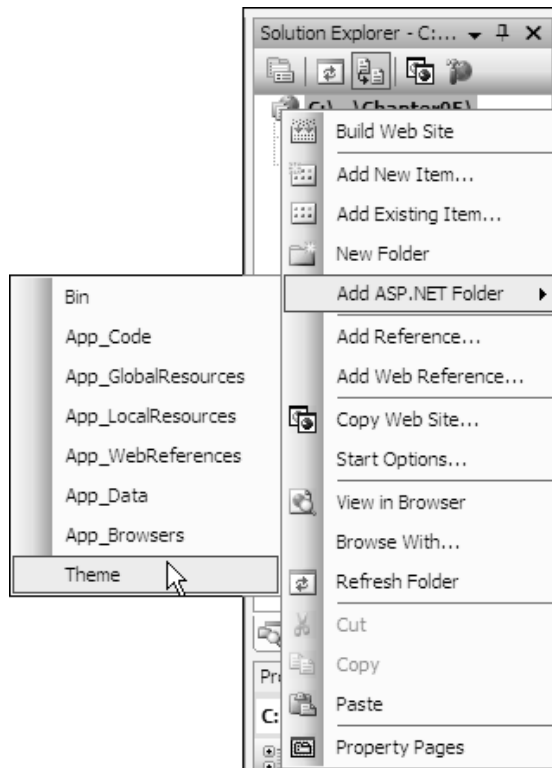 Solution Explorer - C:...
C:\...\Chapter05\
Build Web Site
Add New Item...
Add Existing Item...
New Folder
Add ASP.NET Folder
Bin
App_Code
App_GlobalResources
App_LocalResources
App_WebReferences
App_Data
App_Browsers
Theme
Add Reference...
Add Web Reference...
Copy Web Site...
Start Options...
View in Browser
Browse With...
Refresh Folder
Cut
Copy
Paste
Property Pages
Pr
C: